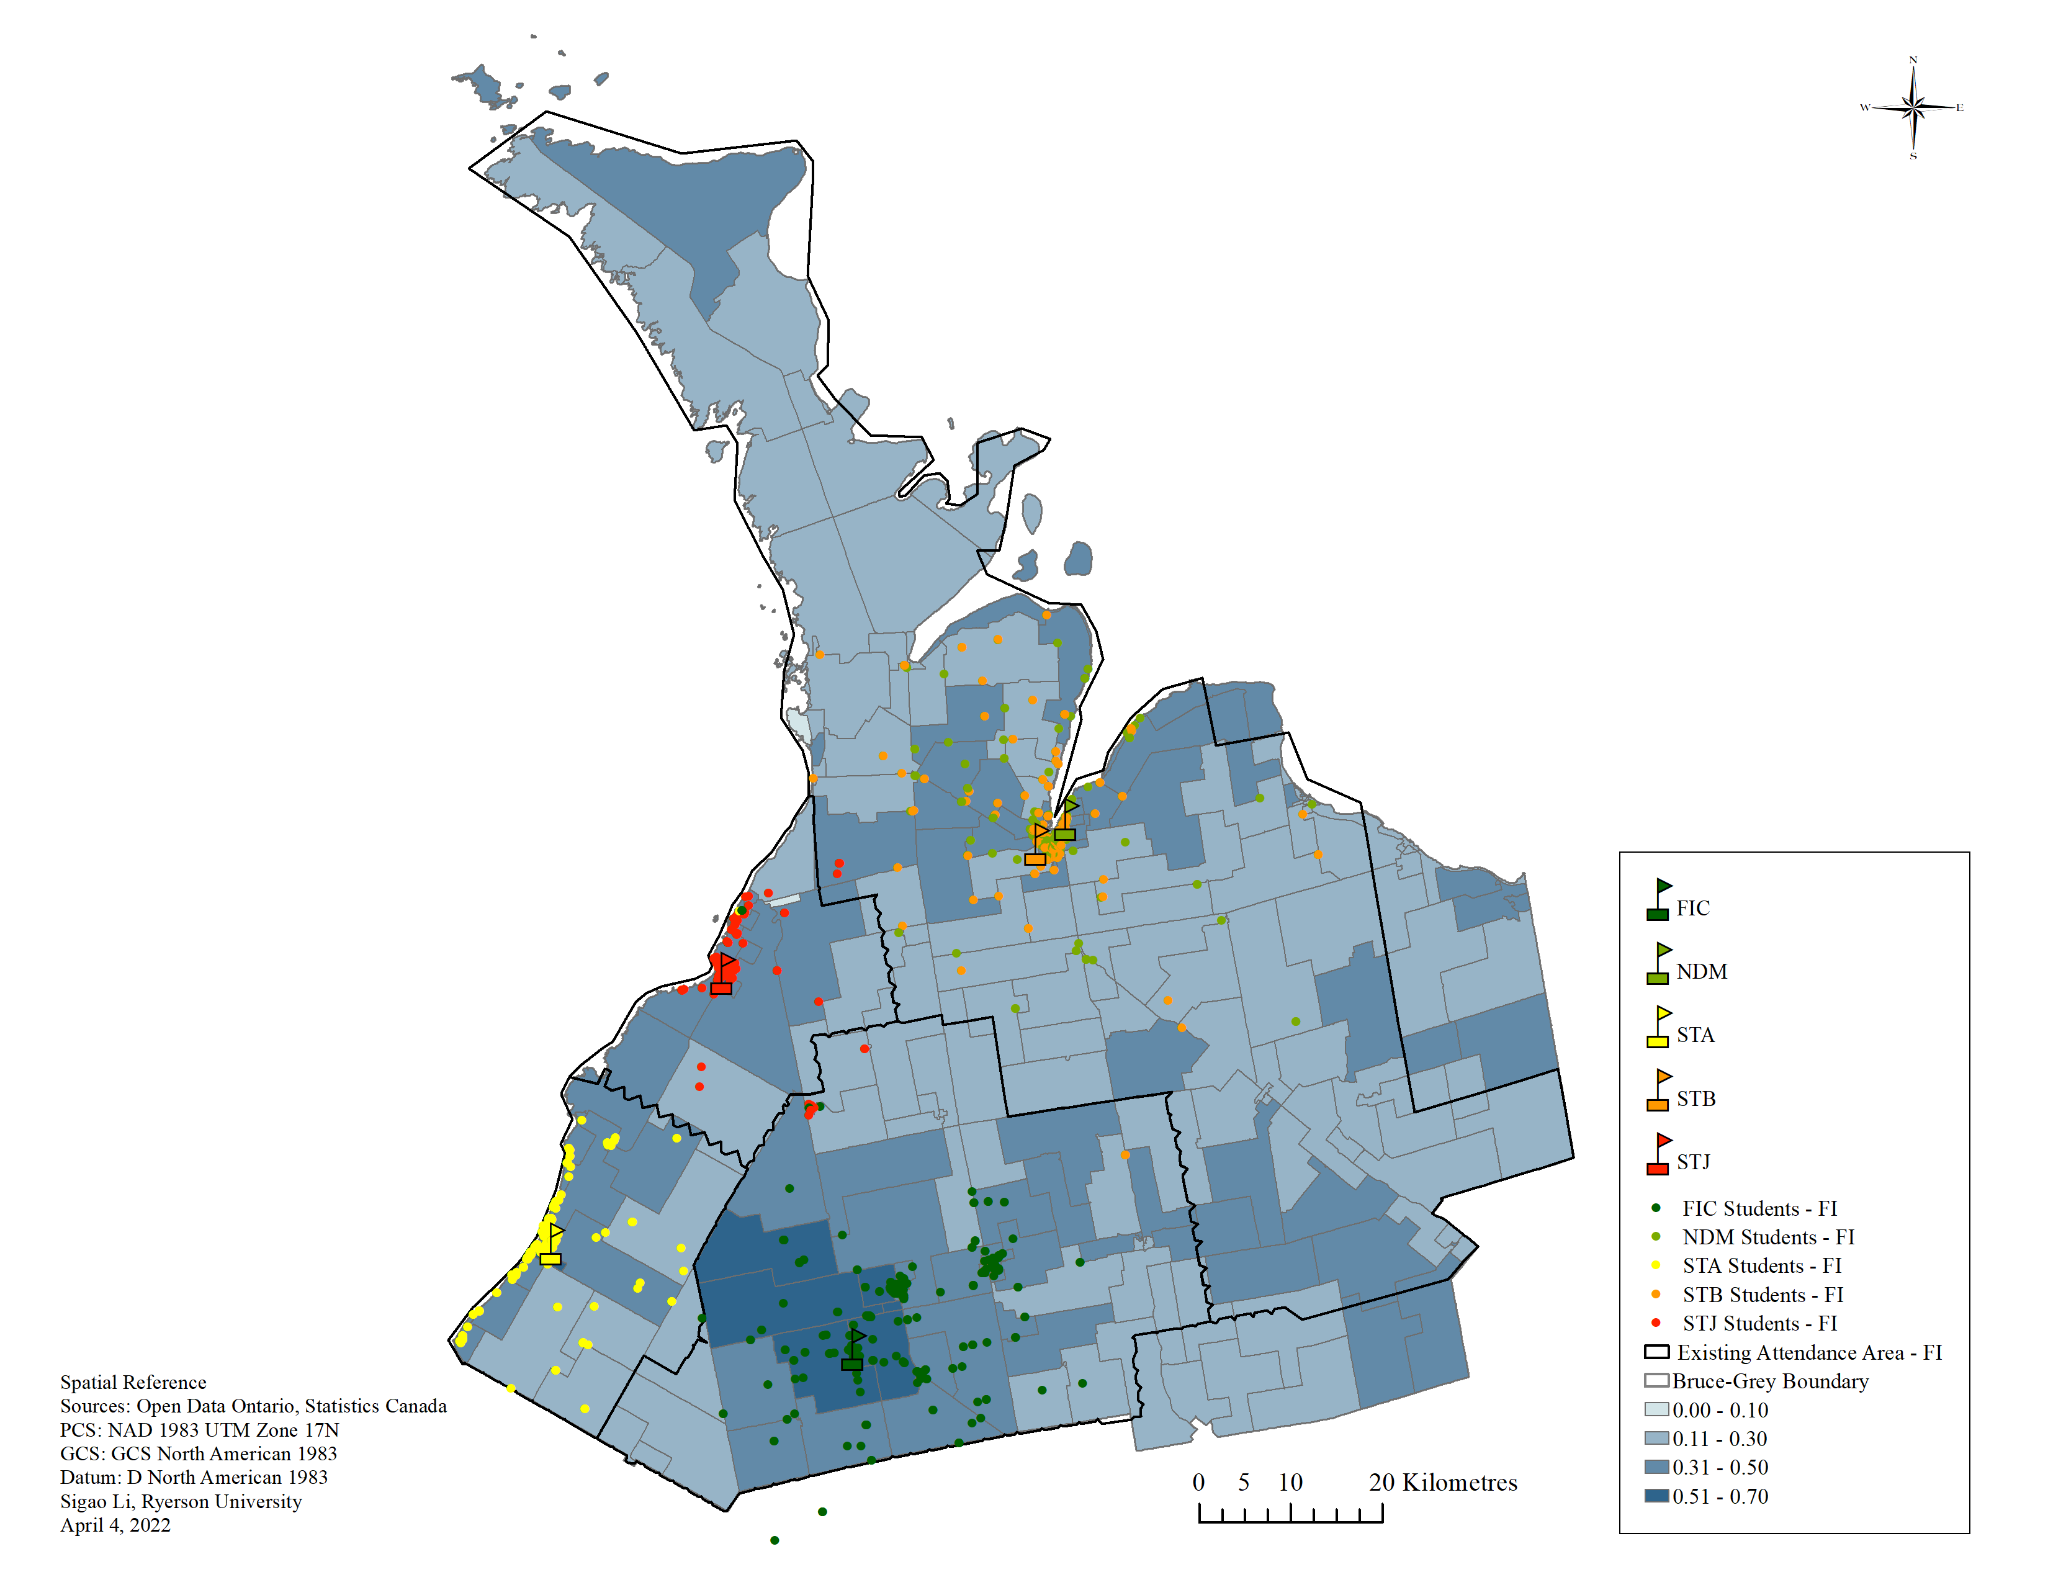 N
W E
S
FIC
NDM
STA
STB
STJ
FIC Students - FI
NDM Students - FI
STA Students - FI
STB Students - FI
STJ Students - FI
Existing Attendance Area - FI
Bruce-Grey Boundary
0.00 - 0.10
0.11 - 0.30
0.31 - 0.50
0.51 - 0.70
Spatial Reference
Sources: Open Data Ontario, Statistics Canada
PCS: NAD 1983 UTM Zone 17N
GCS: GCS North American 1983
Datum: D North American 1983
Sigao Li, Ryerson University
April 4, 2022
0 5 10 20 Kilometres